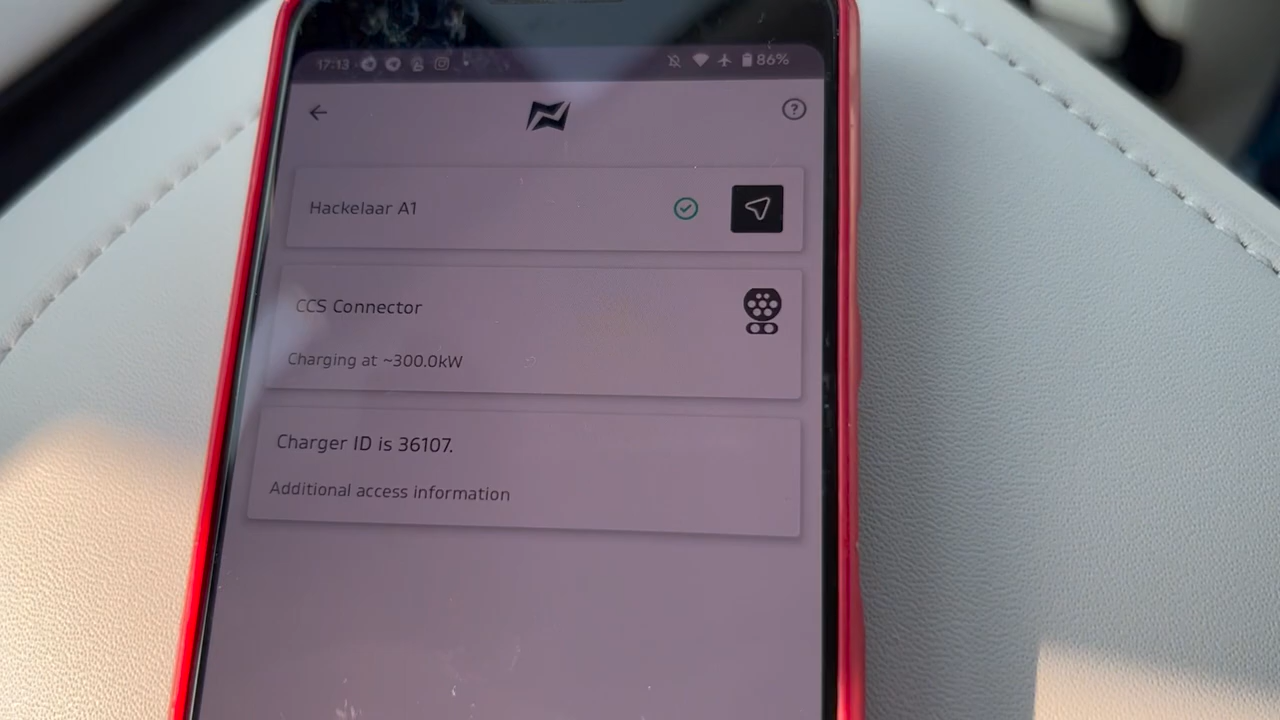 17:13
86%
Hackelaar A1
CCS Connector
Charging at ~300.0kW
Charger ID is 36107.
Additional access information